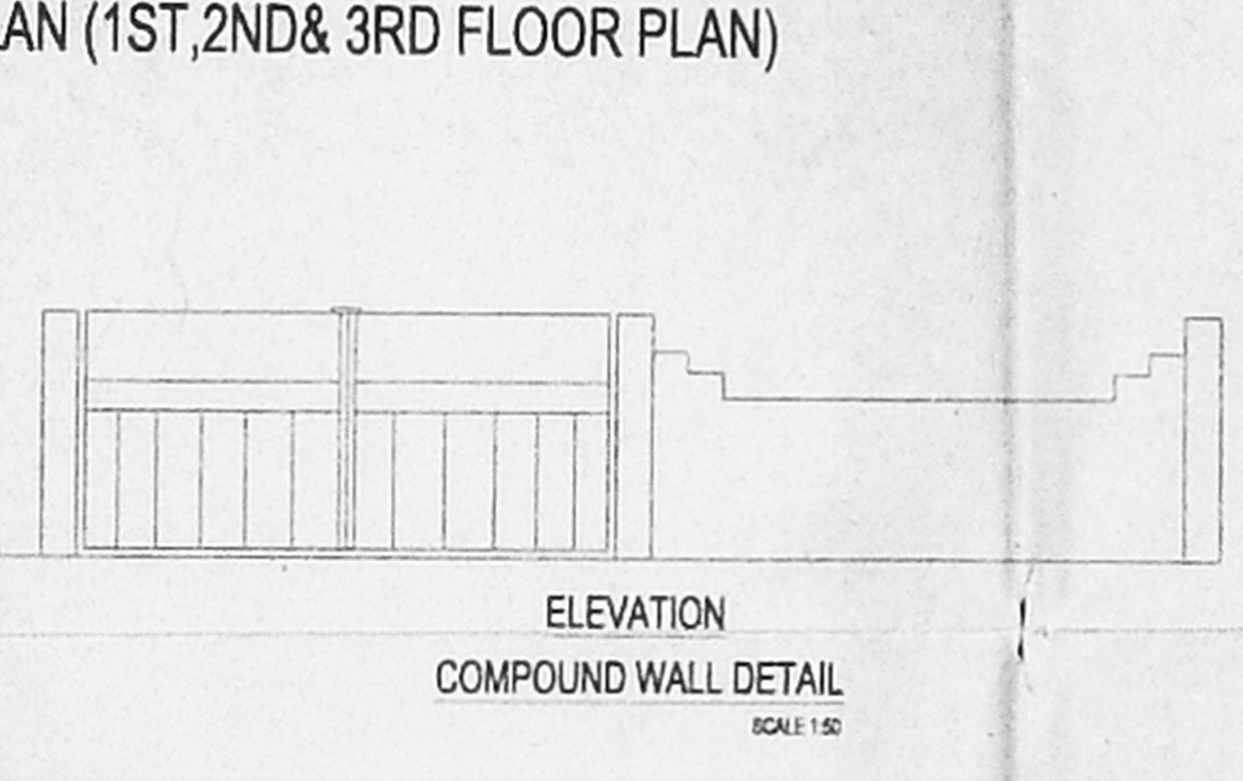 AN (1ST,2ND& 3RD FLOOR PLAN)
ELEVATION
COMPOUND WALL DETAIL
SCALE 1:50